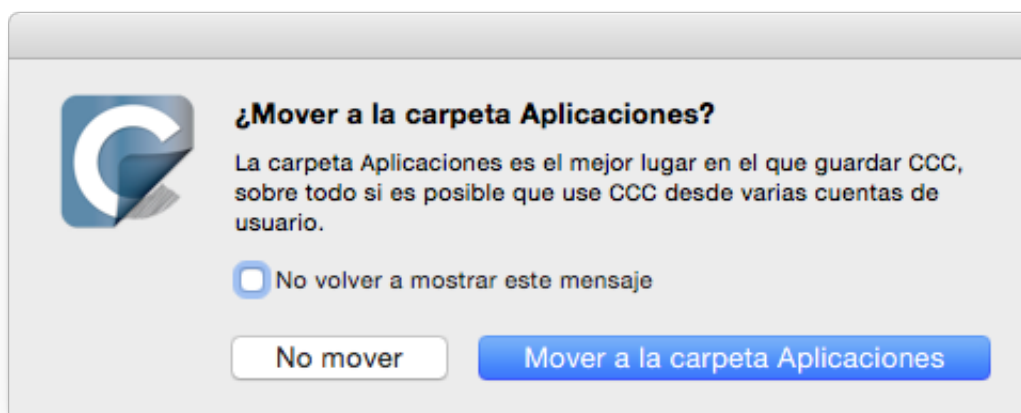 ¿Mover a la carpeta Aplicaciones?
La carpeta Aplicaciones es el mejor lugar en el que guardar CCC,
sobre todo si es posible que use CCC desde varias cuentas de
usuario.
No volver a mostrar este mensaje
No mover
Mover a la carpeta Aplicaciones